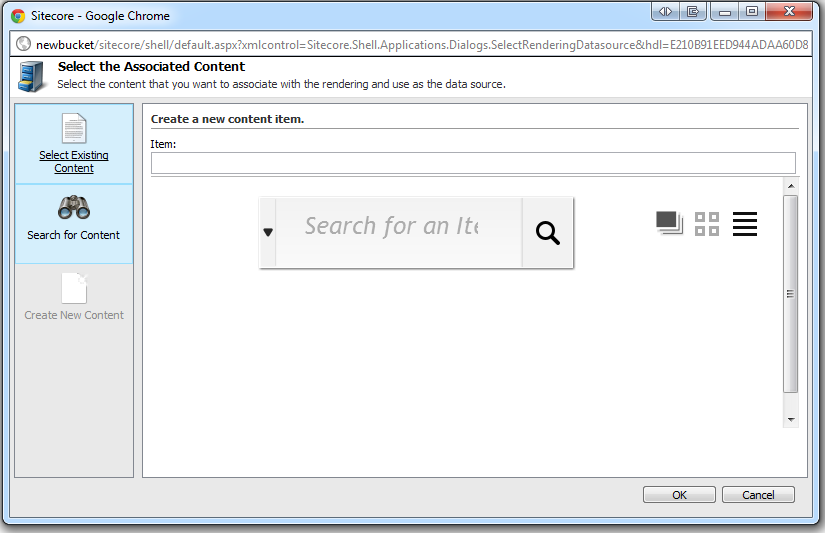 Sitecore - Google Chrome
newbucket/sitecore/shell/default.aspx?xmlcontrol=Sitecore.Shell.Applications.Dialogs.SelectRenderingDatasource&hdl=E210B91EED944ADAA60D8
Select the Associated Content
Select the content that you want to associate with the rendering and use as the data source.
Select Existing
Content
Search for Content
Create New Content
Create a new content item.
Item:
Search for an Ite
OK
Cancel